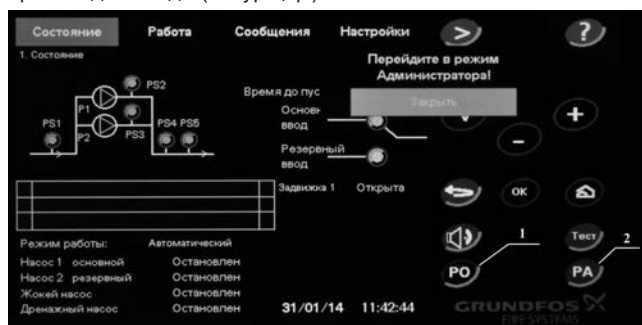 Состояние Работа Сообщения Настройки > ?
1. Состояние
Перейдите в режим
Администратора!
Время до пус
Закрыть
PS2
P1
Основн
ввод
+
PS1 PS4 PS5
P2 PS3
-
Резервный
ввод
Задвижка 1 Открыта
OK
Режим работы: Автоматический
1
Тест
2
Насос 1 основной Остановлен
Насос 2 резервный Остановлен
РО
РА
Жокей насос Остановлен
Дренажный насос Остановлен
31/01/14 11:42:44
GRUNDFOS
FIRE SYSTEMS